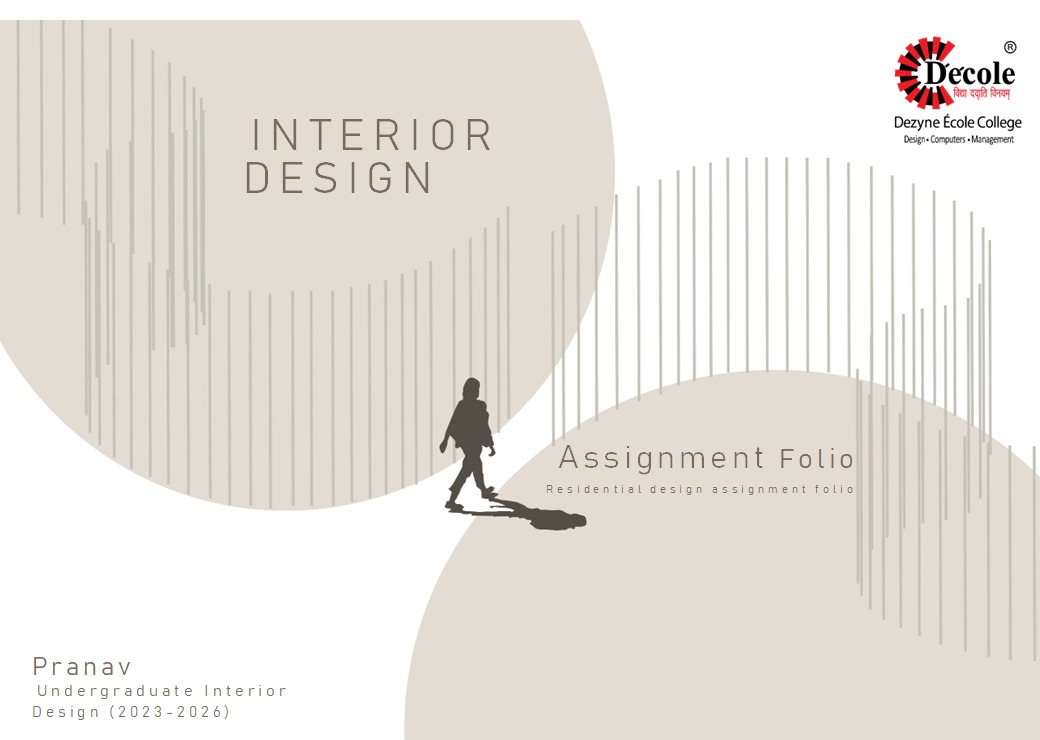 INTERIOR
DESIGN
®
D'école
विद्या ददाति विनयम्
Dezyne École College
Design • Computers • Management
Assignment Folio
Residential design assignment folio
Pranav
Undergraduate Interior
Design (2023-2026)